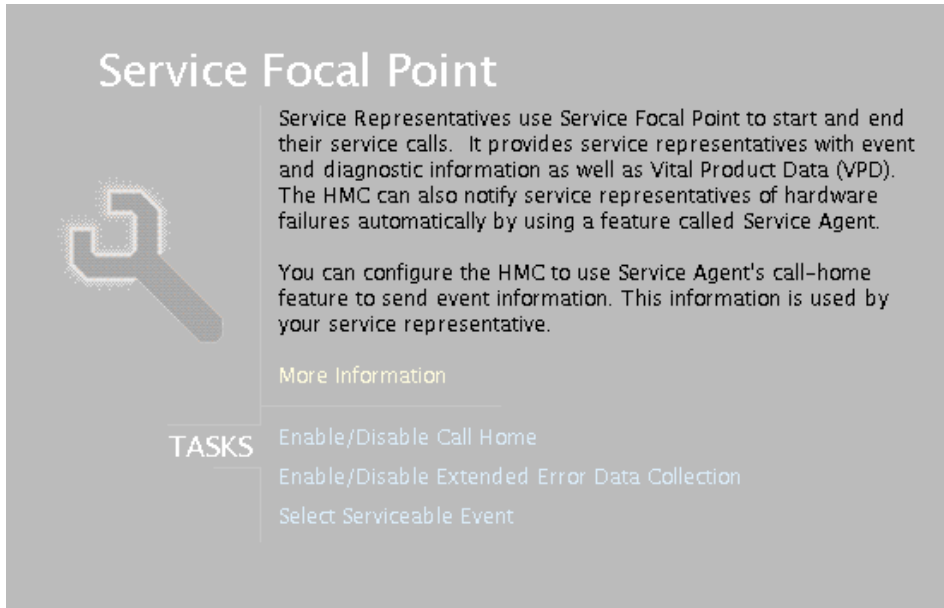 Service Focal Point
Service Representatives use Service Focal Point to start and end
their service calls.  It provides service representatives with event
and diagnostic information as well as Vital Product Data (VPD).
The HMC can also notify service representatives of hardware
failures automatically by using a feature called Service Agent.
You can configure the HMC to use Service Agent's call-home
feature to send event information. This information is used by
your service representative.
More Information
TASKS
Enable/Disable Call Home
Enable/Disable Extended Error Data Collection
Select Serviceable Event